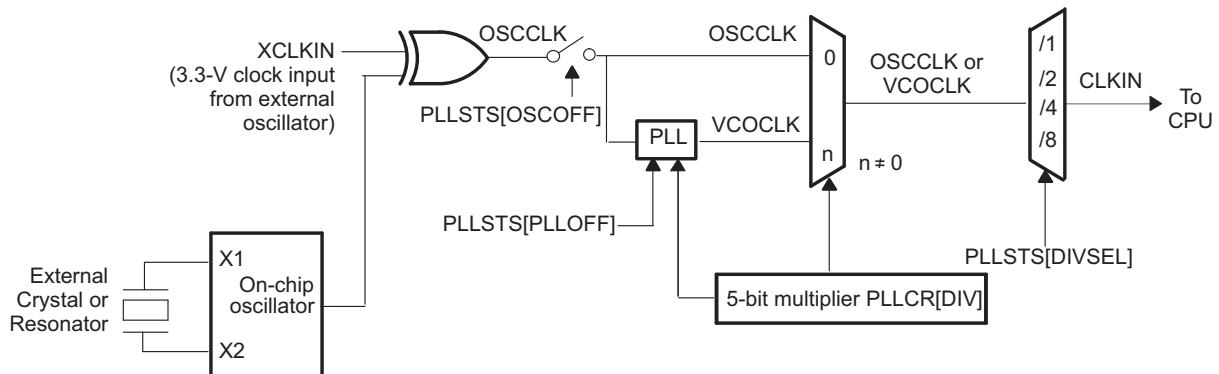 OSCCLK
XCLKIN
(3.3-V clock input
from external
oscillator)
PLLSTS[OSCOFF]
OSCCLK
0
OSCCLK or
VCOCLK
/1
/2
/4
/8
CLKIN
To
CPU
PLL
VCOCLK
n
n ≠ 0
PLLSTS[PLLOFF]
PLLSTS[DIVSEL]
5-bit multiplier PLLCR[DIV]
External
Crystal or
Resonator
X1
On-chip
oscillator
X2